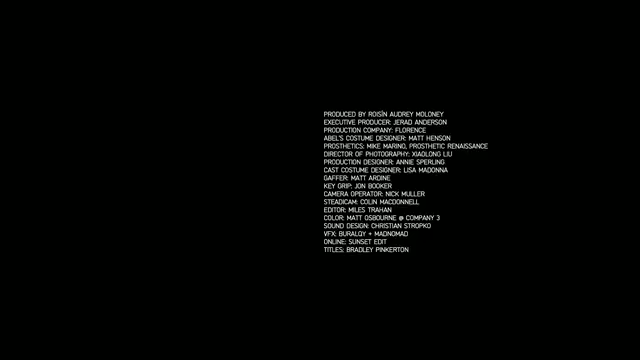 PRODUCED BY ROISÍN AUDREY MOLONEY
EXECUTIVE PRODUCER: JERAD ANDERSON
PRODUCTION COMPANY: FLORENCE
ABEL'S COSTUME DESIGNER: MATT HENSON
PROSTHETICS: MIKE MARINO, PROSTHETIC RENAISSANCE
DIRECTOR OF PHOTOGRAPHY: XIAOLONG LIU
PRODUCTION DESIGNER: ANNIE SPERLING
CAST COSTUME DESIGNER: LISA MADONNA
GAFFER: MATT ARDINE
KEY GRIP: JON BOOKER
CAMERA OPERATOR: NICK MULLER
STEADICAM: COLIN MACDONNELL
EDITOR: MILES TRAHAN
COLOR: MATT OSBOURNE @ COMPANY 3
SOUND DESIGN: CHRISTIAN STROPKO
VFX: BURALQY + MADNOMAD
ONLINE: SUNSET EDIT
TITLES: BRADLEY PINKERTON